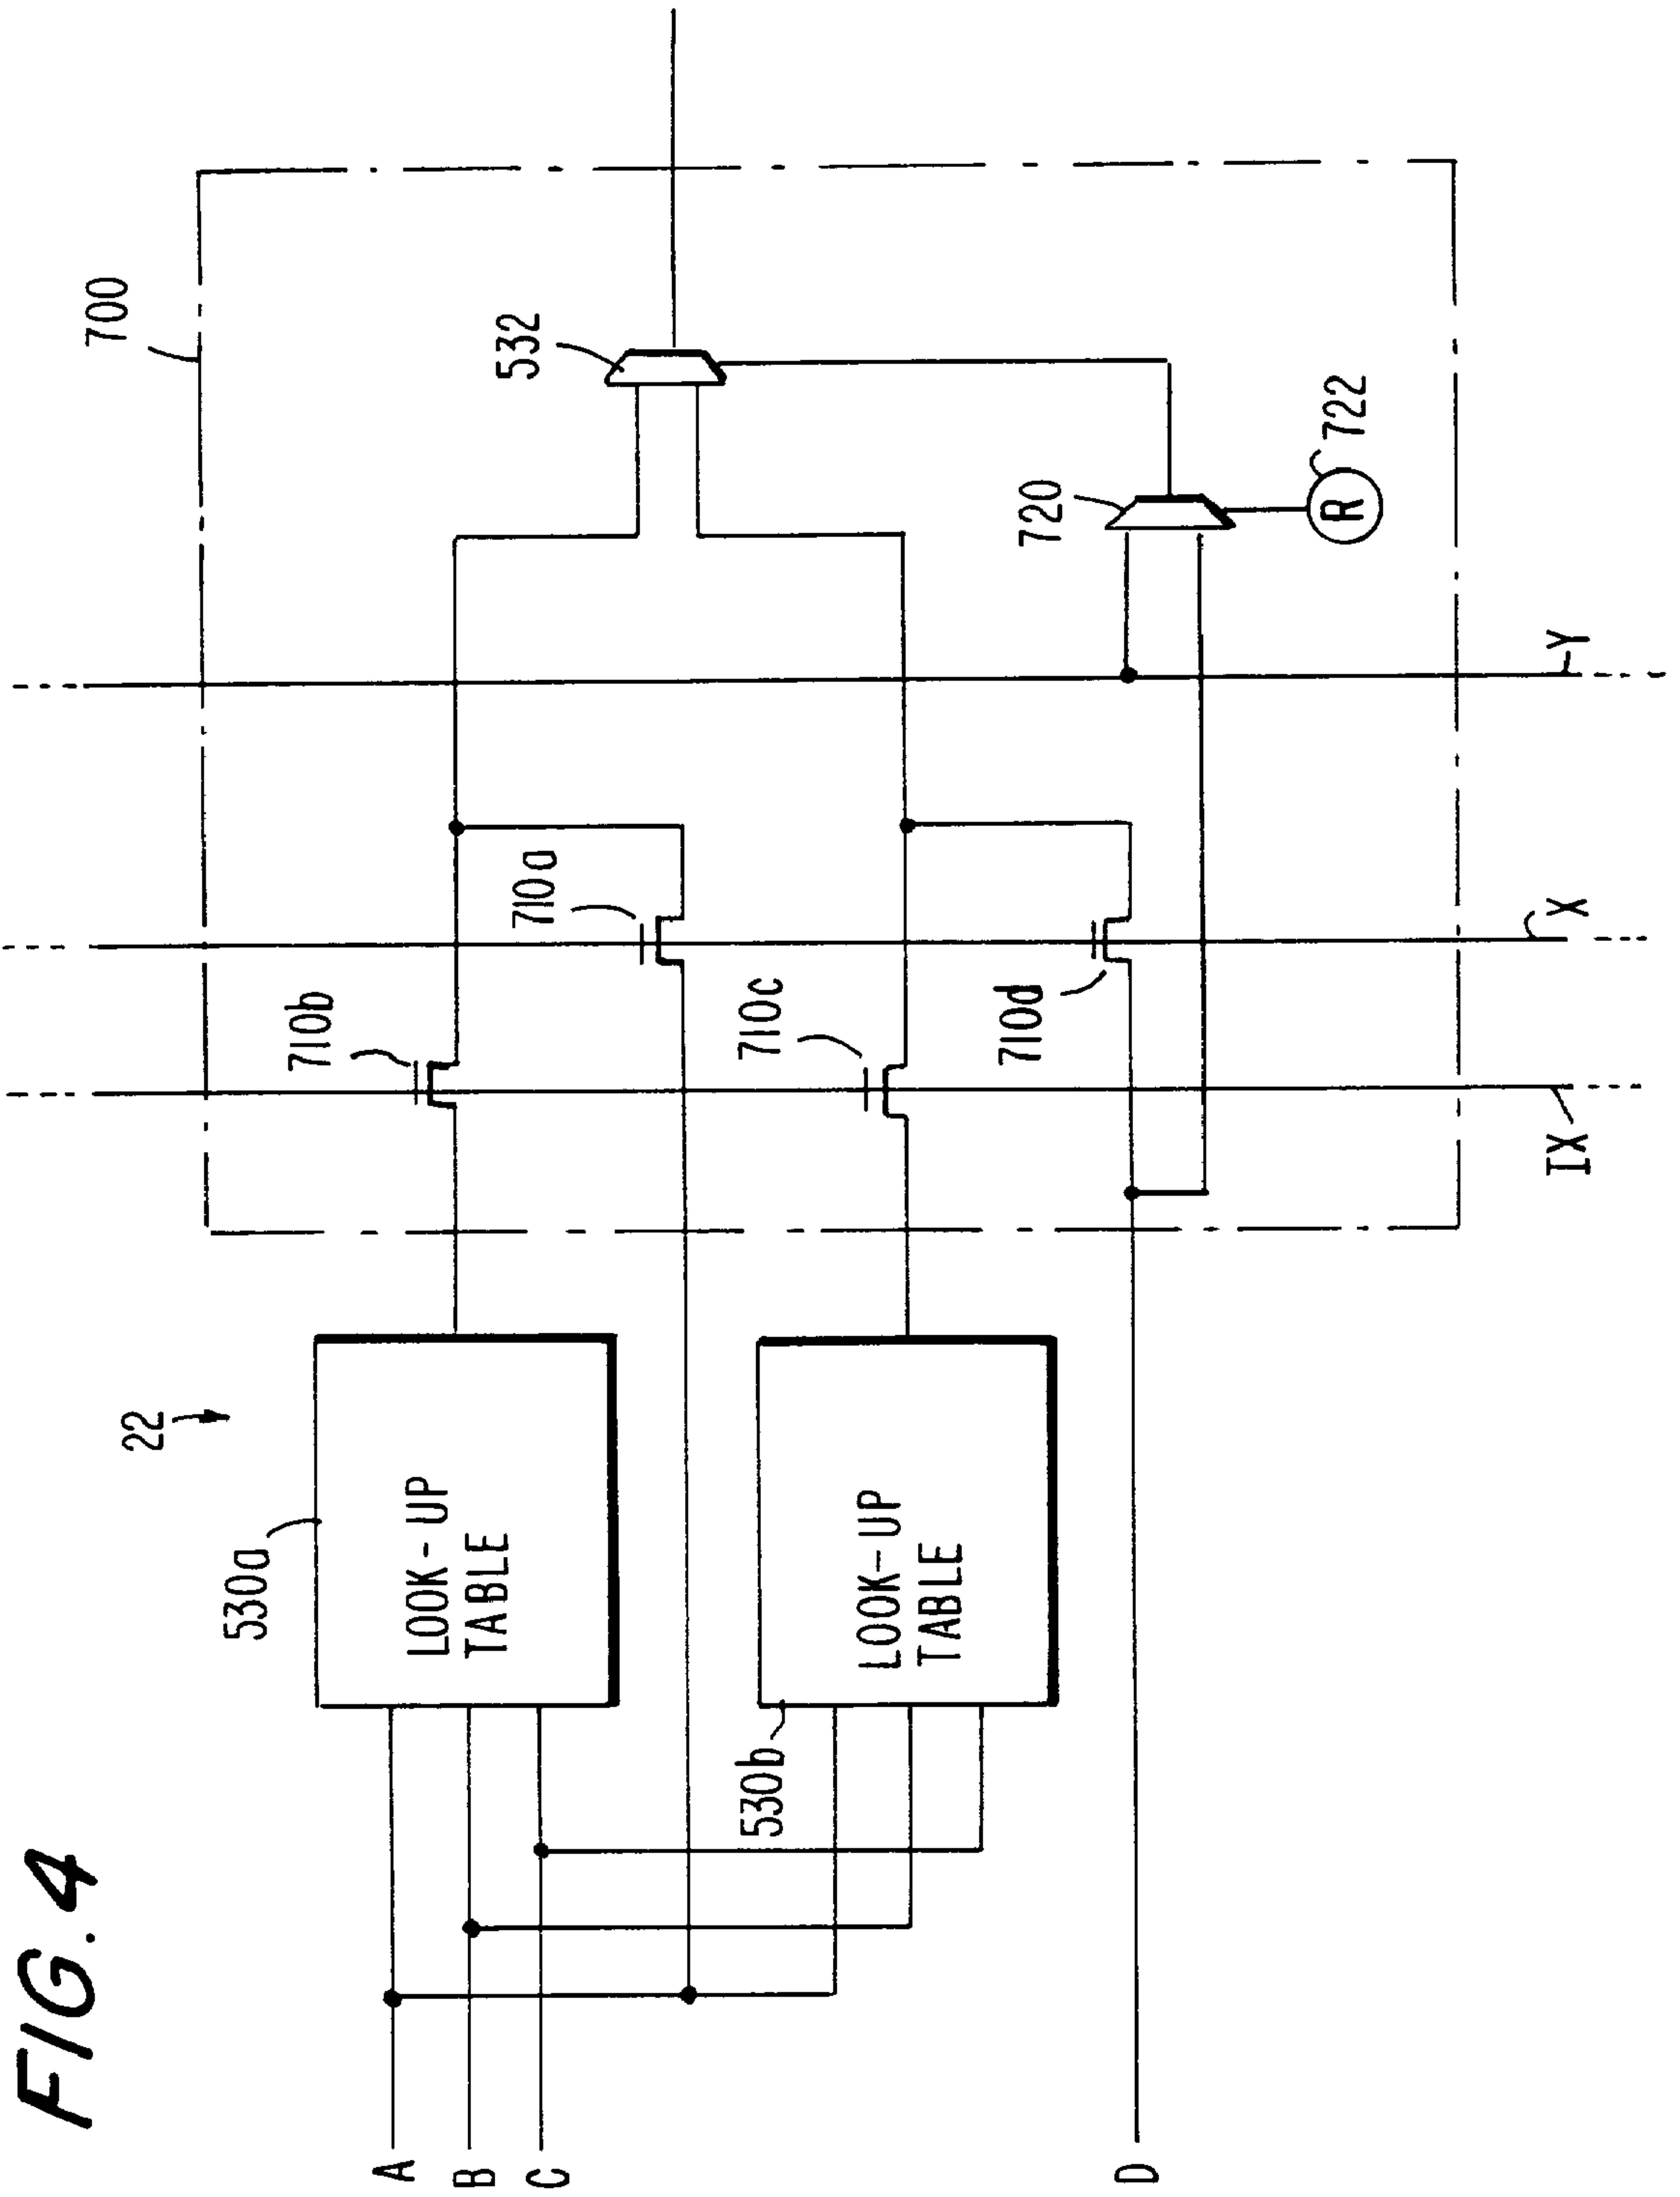 FIG. 4
22
700
530a
LOOK-UP
TABLE
710b
532
710a
530b
LOOK-UP
TABLE
710c
710d
720
R
722
A
B
C
D
IX
X
Y